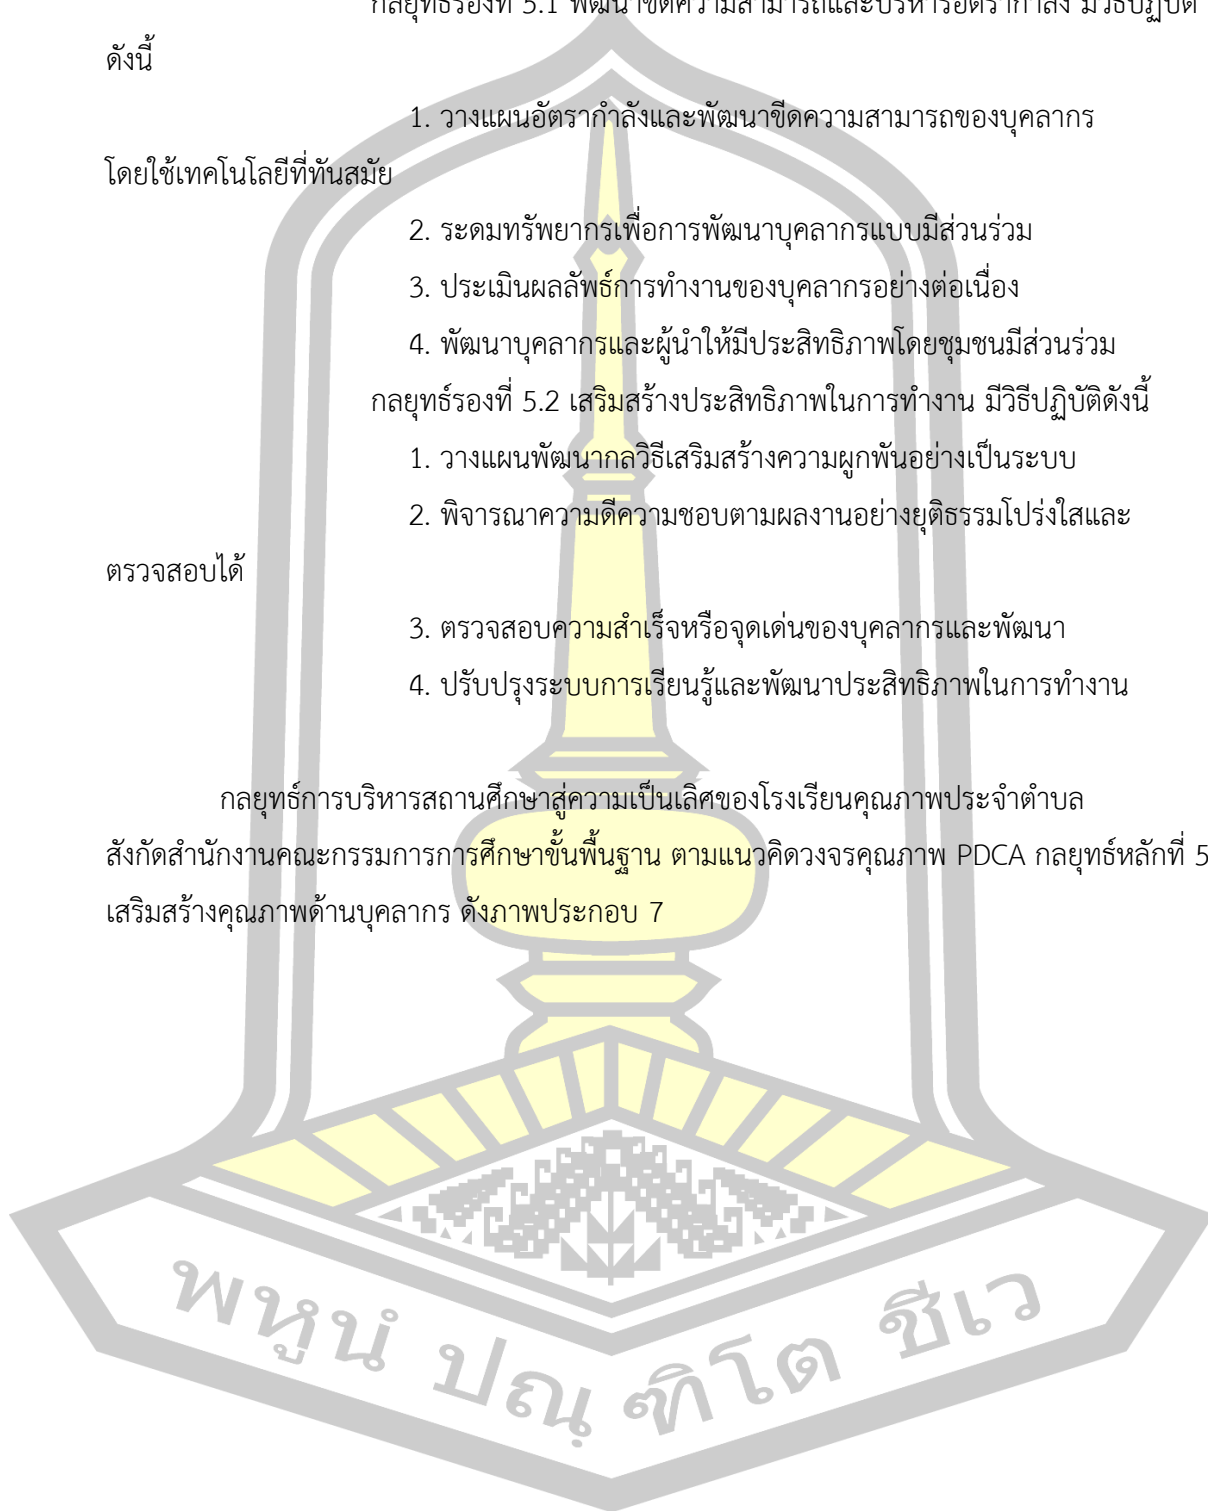 กลยุทธ์รองที่ 5.1 พัฒนาขีดความสามารถและบริหารอัตรากำลัง มีวิธีปฏิบัติ
ดังนี้
1. วางแผนอัตรากำลังและพัฒนาขีดความสามารถของบุคลากร
โดยใช้เทคโนโลยีที่ทันสมัย
2. ระดมทรัพยากรเพื่อการพัฒนาบุคลากรแบบมีส่วนร่วม
3. ประเมินผลลัพธ์การทำงานของบุคลากรอย่างต่อเนื่อง
4. พัฒนาบุคลากรและผู้นำให้มีประสิทธิภาพโดยชุมชนมีส่วนร่วม
กลยุทธ์รองที่ 5.2 เสริมสร้างประสิทธิภาพในการทำงาน มีวิธีปฏิบัติดังนี้
1. วางแผนพัฒนากลวิธีเสริมสร้างความผูกพันอย่างเป็นระบบ
2. พิจารณาความดีความชอบตามผลงานอย่างยุติธรรมโปร่งใสและ
ตรวจสอบได้
3. ตรวจสอบความสำเร็จหรือจุดเด่นของบุคลากรและพัฒนา
4. ปรับปรุงระบบการเรียนรู้และพัฒนาประสิทธิภาพในการทำงาน
กลยุทธ์การบริหารสถานศึกษาสู่ความเป็นเลิศของโรงเรียนคุณภาพประจำตำบล
สังกัดสำนักงานคณะกรรมการการศึกษาขั้นพื้นฐาน ตามแนวคิดวงจรคุณภาพ PDCA กลยุทธ์หลักที่ 5
เสริมสร้างคุณภาพด้านบุคลากร ดังภาพประกอบ 7
พหูนํ ปณฺฑิโต ชีเว